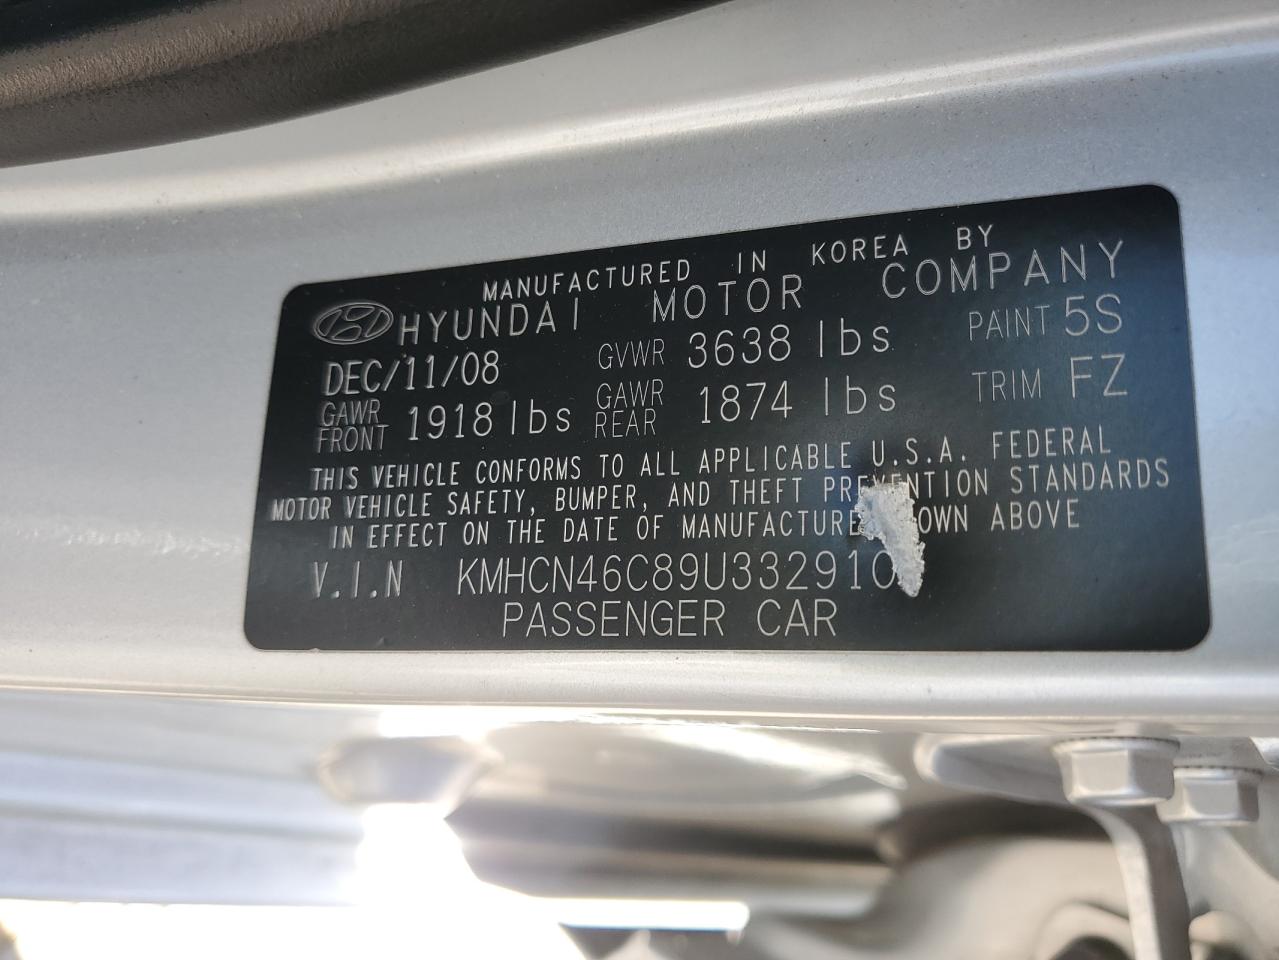 MANUFACTURED IN KOREA BY
HYUNDAI MOTOR COMPANY
DEC/11/08 GVWR 3638 lbs PAINT 5S
GAWR FRONT 1918 lbs GAWR REAR 1874 lbs TRIM FZ
THIS VEHICLE CONFORMS TO ALL APPLICABLE U.S.A. FEDERAL
MOTOR VEHICLE SAFETY, BUMPER, AND THEFT PREVENTION STANDARDS
IN EFFECT ON THE DATE OF MANUFACTURE OWN ABOVE
V.I.N KMHCN46C89U332910
PASSENGER CAR